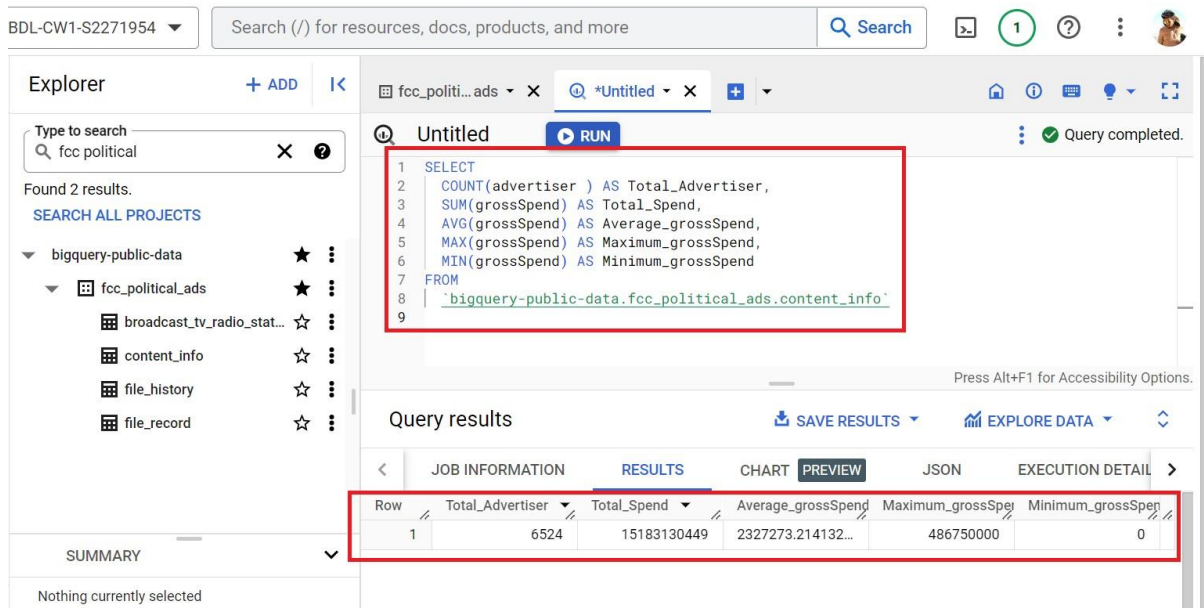 BDL-CW1-S2271954
Search (/) for resources, docs, products, and more
Search
1
Explorer
+ ADD
fcc_politi...ads
*Untitled
Type to search
fcc political
Untitled
RUN
Query completed.
Found 2 results.
SEARCH ALL PROJECTS
bigquery-public-data
fcc_political_ads
broadcast_tv_radio_stat...
content_info
file_history
file_record
1 SELECT
2 COUNT(advertiser ) AS Total_Advertiser,
3 SUM(grossSpend) AS Total_Spend,
4 AVG(grossSpend) AS Average_grossSpend,
5 MAX(grossSpend) AS Maximum_grossSpend,
6 MIN(grossSpend) AS Minimum_grossSpend
7 FROM
8 `bigquery-public-data.fcc_political_ads.content_info`
9
Press Alt+F1 for Accessibility Options.
Query results
SAVE RESULTS
EXPLORE DATA
JOB INFORMATION
RESULTS
CHART PREVIEW
JSON
EXECUTION DETAIL
Row Total_Advertiser Total_Spend Average_grossSpend Maximum_grossSper Minimum_grossSpen
1 6524 15183130449 2327273.214132... 486750000 0
SUMMARY
Nothing currently selected